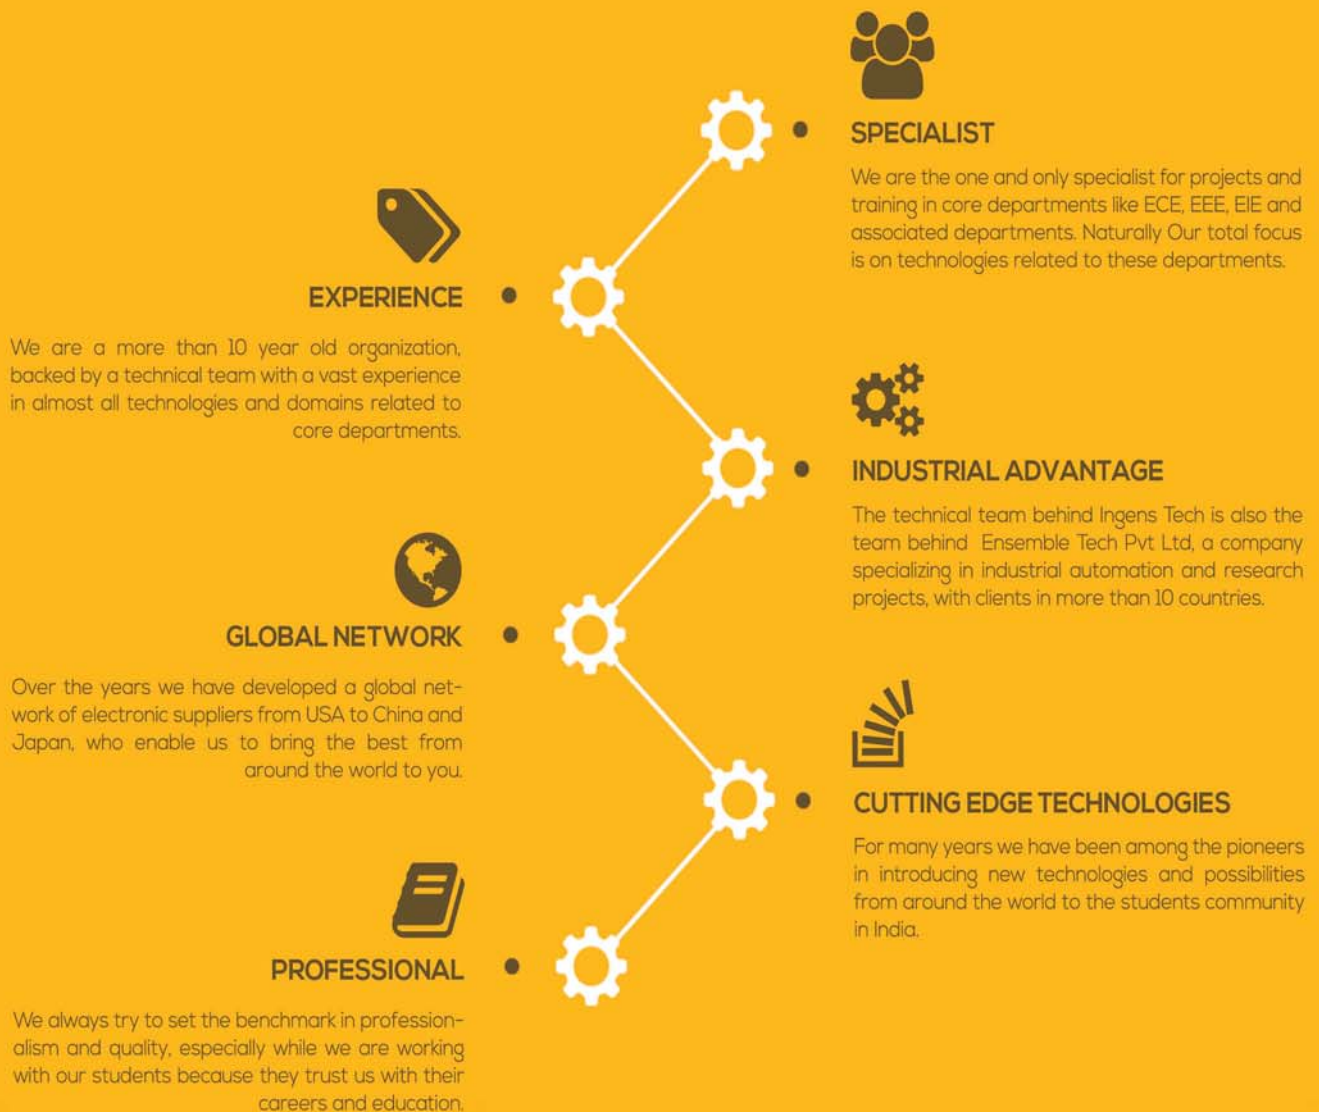 SPECIALIST
We are the one and only specialist for projects and
training in core departments like ECE, EEE, EIE and
associated departments. Naturally Our total focus
is on technologies related to these departments.
EXPERIENCE
We are a more than 10 year old organization,
backed by a technical team with a vast experience
in almost all technologies and domains related to
core departments.
INDUSTRIAL ADVANTAGE
The technical team behind Ingens Tech is also the
team behind Ensemble Tech Pvt Ltd, a company
specializing in industrial automation and research
projects, with clients in more than 10 countries.
GLOBAL NETWORK
Over the years we have developed a global net-
work of electronic suppliers from USA to China and
Japan, who enable us to bring the best from
around the world to you.
CUTTING EDGE TECHNOLOGIES
For many years we have been among the pioneers
in introducing new technologies and possibilities
from around the world to the students community
in India.
PROFESSIONAL
We always try to set the benchmark in profession-
alism and quality, especially while we are working
with our students because they trust us with their
careers and education.